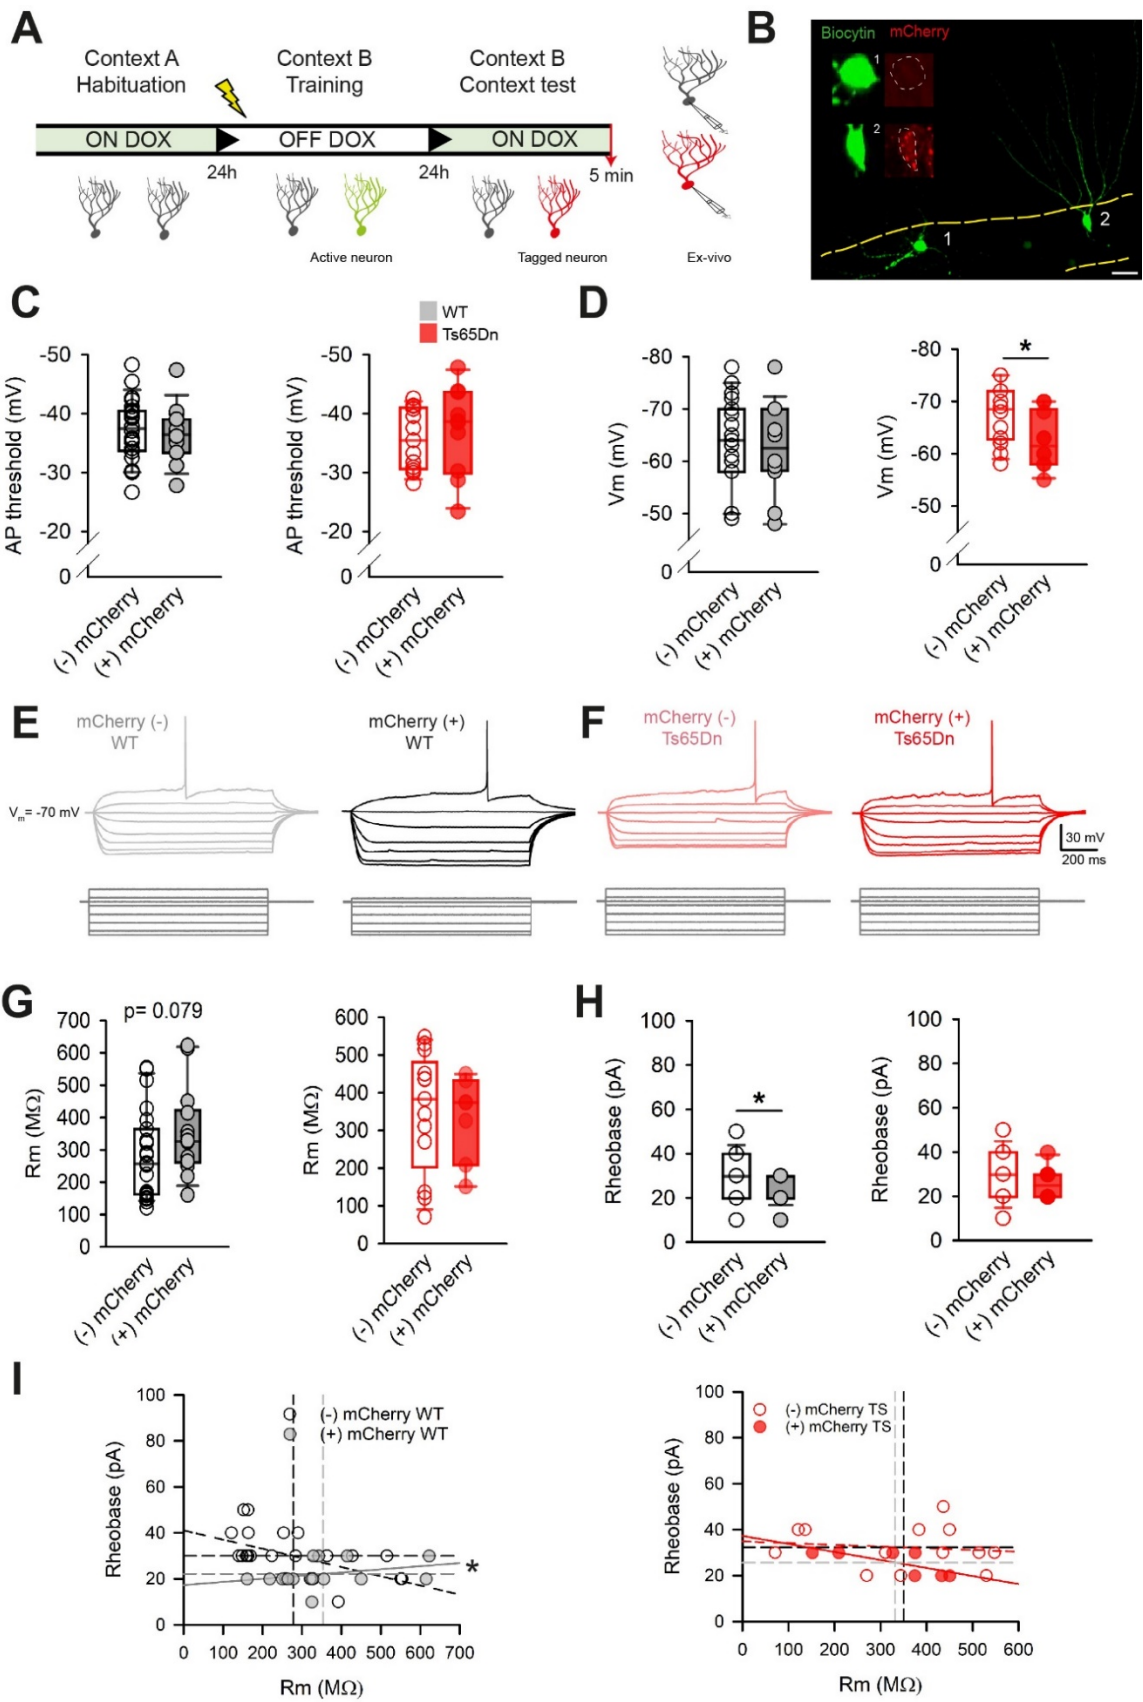 A
Context A
Habituation
Context B
Training
Context B
Context test
ON DOX
OFF DOX
ON DOX
24h
24h
5 min
Active neuron
Tagged neuron
Ex-vivo
B
Biocytin
mCherry
1
2
1
2
C
WT
Ts65Dn
AP threshold (mV)
-50
-40
-30
-20
0
(-) mCherry
(+) mCherry
AP threshold (mV)
-50
-40
-30
-20
0
(-) mCherry
(+) mCherry
D
Vm (mV)
-80
-70
-60
-50
0
(-) mCherry
(+) mCherry
Vm (mV)
-80
-70
-60
-50
0
*
(-) mCherry
(+) mCherry
E
mCherry (-)
WT
mCherry (+)
WT
Vm= -70 mV
F
mCherry (-)
Ts65Dn
mCherry (+)
Ts65Dn
30 mV
200 ms
G
p= 0.079
Rm (MΩ)
700
600
500
400
300
200
100
0
(-) mCherry
(+) mCherry
Rm (MΩ)
600
500
400
300
200
100
0
(-) mCherry
(+) mCherry
H
Rheobase (pA)
100
80
60
40
20
0
*
(-) mCherry
(+) mCherry
Rheobase (pA)
100
80
60
40
20
0
(-) mCherry
(+) mCherry
I
Rheobase (pA)
100
80
60
40
20
0
(-) mCherry WT
(+) mCherry WT
*
0 100 200 300 400 500 600 700
Rm (MΩ)
Rheobase (pA)
100
80
60
40
20
0
(-) mCherry TS
(+) mCherry TS
0 100 200 300 400 500 600
Rm (MΩ)